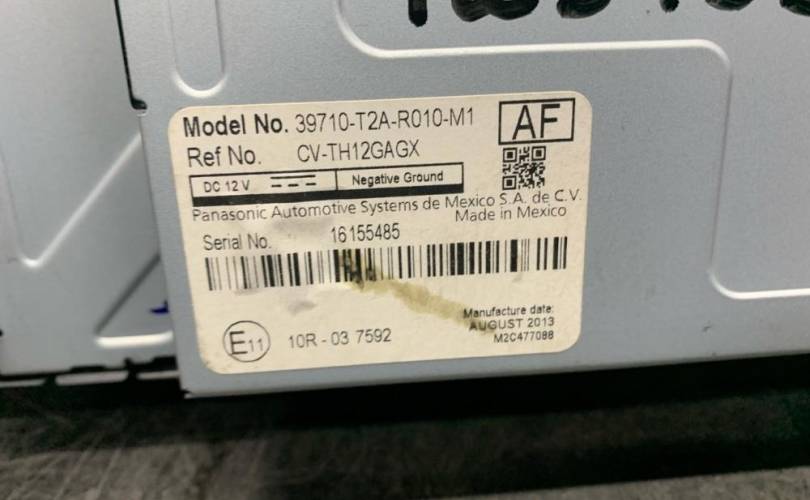 Model No. 39710-T2A-R010-M1
AF
Ref No. CV-TH12GAGX
DC 12 V Negative Ground
Panasonic Automotive Systems de Mexico S.A. de C.V.
Made in Mexico
Serial No. 16155485
E11 10R - 03 7592
Manufacture date:
AUGUST 2013
M2C477088